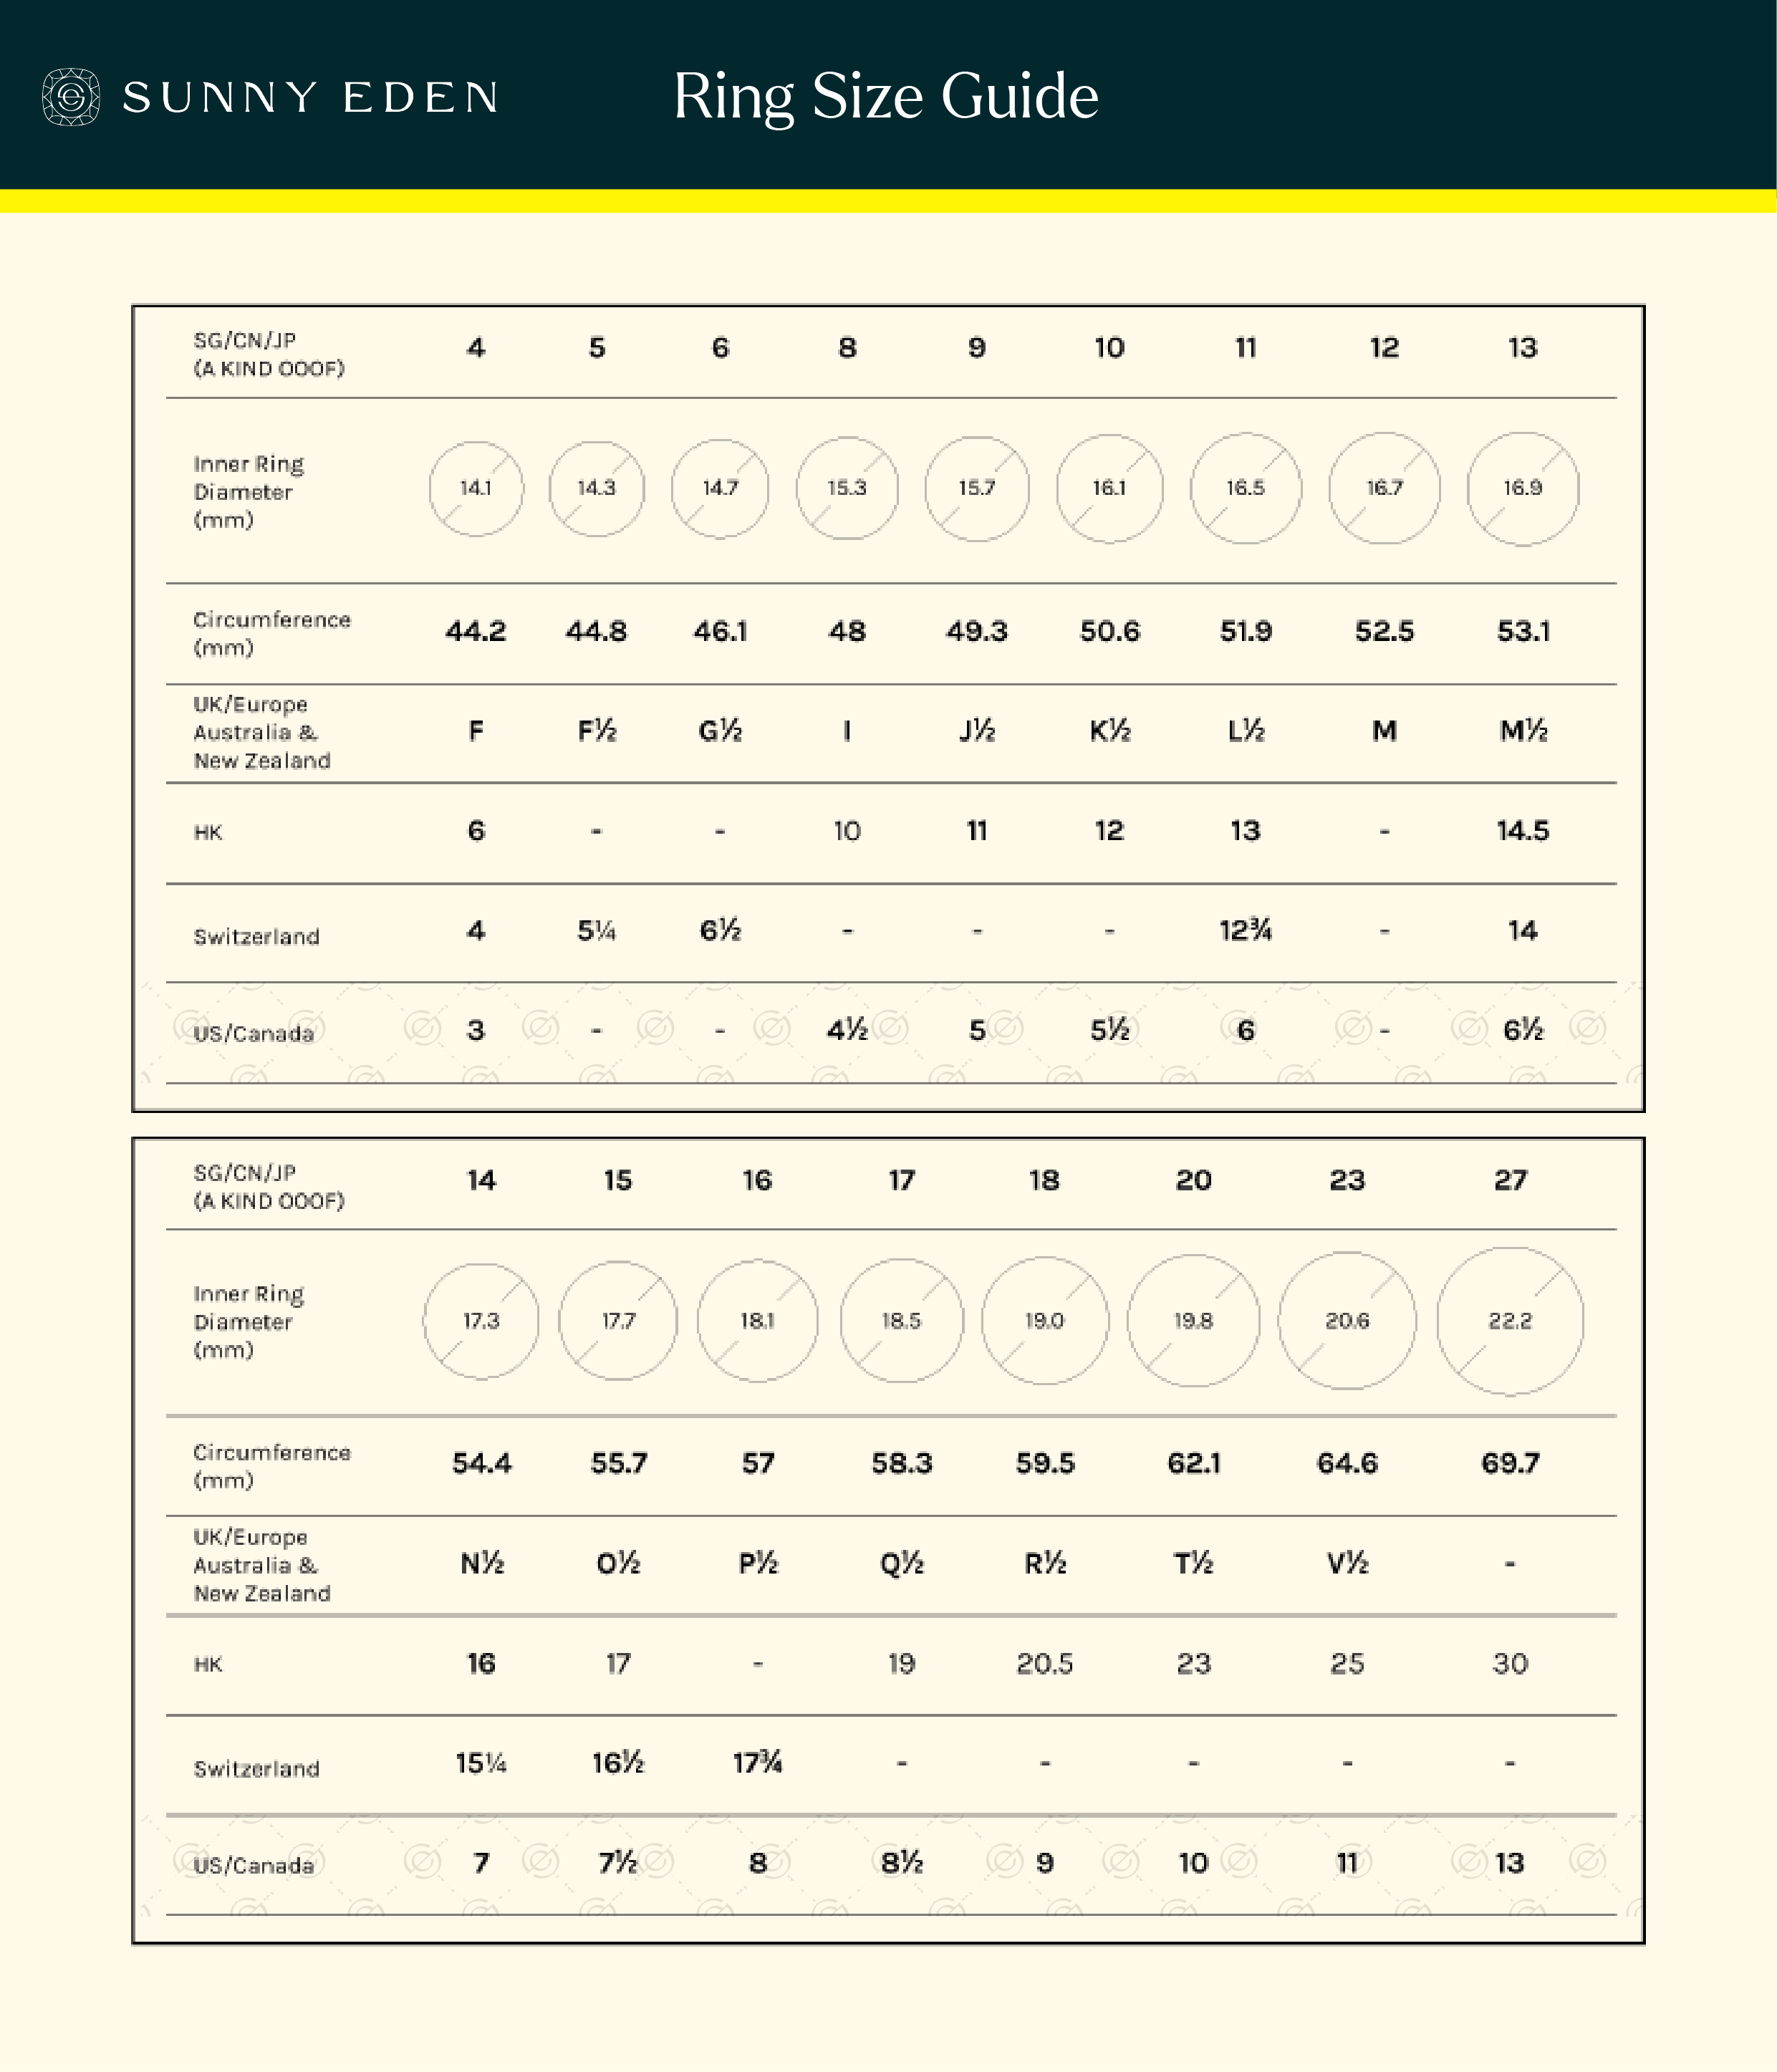 SUNNY EDEN
Ring Size Guide
SG/CN/JP
(A KIND OOOF)
4 5 6 8 9 10 11 12 13
Inner Ring
Diameter
(mm)
14.1 14.3 14.7 15.3 15.7 16.1 16.5 16.7 16.9
Circumference
(mm)
44.2 44.8 46.1 48 49.3 50.6 51.9 52.5 53.1
UK/Europe
Australia &
New Zealand
F F½ G½ I J½ K½ L½ M M½
HK 6 - - 10 11 12 13 - 14.5
Switzerland 4 5¼ 6½ - - - 12¾ - 14
US/Canada 3 - - 4½ 5 5½ 6 - 6½
SG/CN/JP
(A KIND OOOF)
14 15 16 17 18 20 23 27
Inner Ring
Diameter
(mm)
17.3 17.7 18.1 18.5 19.0 19.8 20.6 22.2
Circumference
(mm)
54.4 55.7 57 58.3 59.5 62.1 64.6 69.7
UK/Europe
Australia &
New Zealand
N½ O½ P½ Q½ R½ T½ V½ -
HK 16 17 - 19 20.5 23 25 30
Switzerland 15¼ 16½ 17¾ - - - - -
US/Canada 7 7½ 8 8½ 9 10 11 13